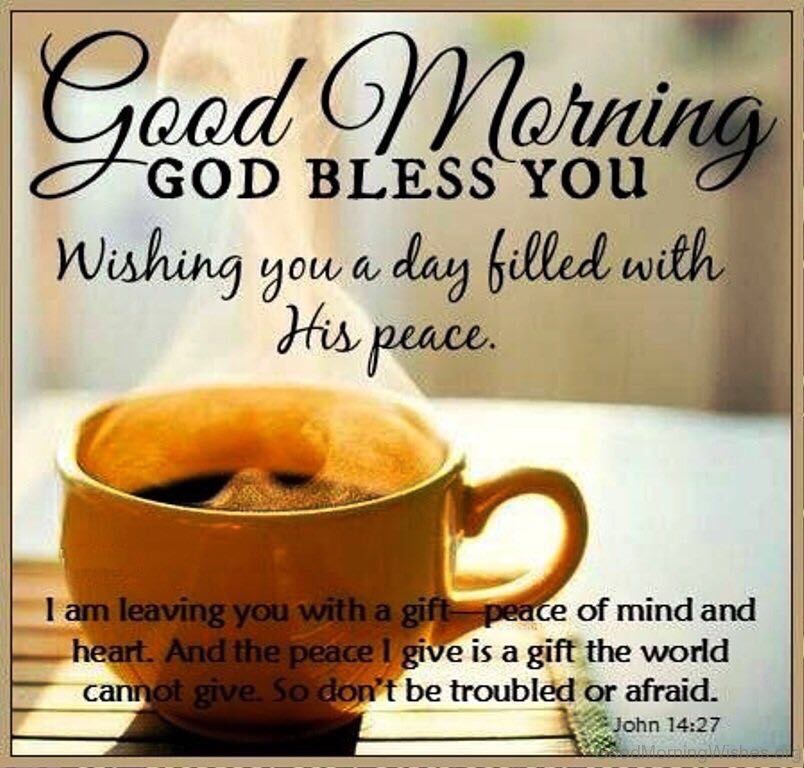 Good Morning
GOD BLESS YOU
Wishing you a day filled with
His peace.
I am leaving you with a gift—peace of mind and
heart. And the peace I give is a gift the world
cannot give. So don't be troubled or afraid.
John 14:27
GoodMorningWishes.org